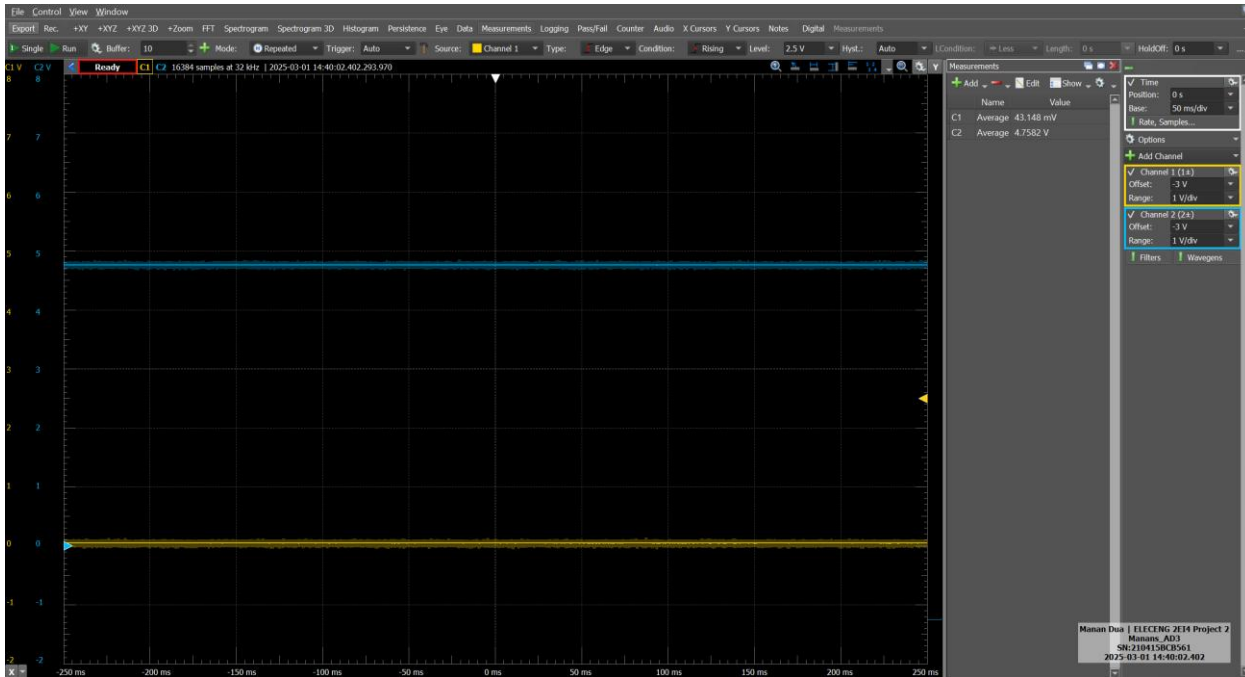 File Control View Window
Export Rec. +XY +XYZ +XYZ 3D +Zoom FFT Spectrogram Spectrogram 3D Histogram Persistence Eye Data Measurements Logging Pass/Fail Counter Audio X Cursors Y Cursors Notes Digital Measurements
Single Run Buffer: 10 Mode: Repeated Trigger: Auto Source: Channel 1 Type: Edge Condition: Rising Level: 2.5 V Hyst.: Auto LCondition: Less Length: 0 s HoldOff: 0 s ...
C1 V C2 V Ready C1 C2 16384 samples at 32 kHz | 2025-03-01 14:40:02.402.293.970 Y
8 8
7 7
6 6
5 5
4 4
3 3
2 2
1 1
0 0
-1 -1
-2 -2
X -250 ms -200 ms -150 ms -100 ms -50 ms 0 ms 50 ms 100 ms 150 ms 200 ms 250 ms
Measurements
Add Edit Show
Name Value
C1 Average 43.148 mV
C2 Average 4.7582 V
Time
Position: 0 s
Base: 50 ms/div
Rate, Samples...
Options
Add Channel
Channel 1 (1±)
Offset: -3 V
Range: 1 V/div
Channel 2 (2±)
Offset: -3 V
Range: 1 V/div
Filters Wavegens
Manan Dua | ELECENG 2EI4 Project 2
Manans_AD3
SN:210415BCB561
2025-03-01 14:40:02.402